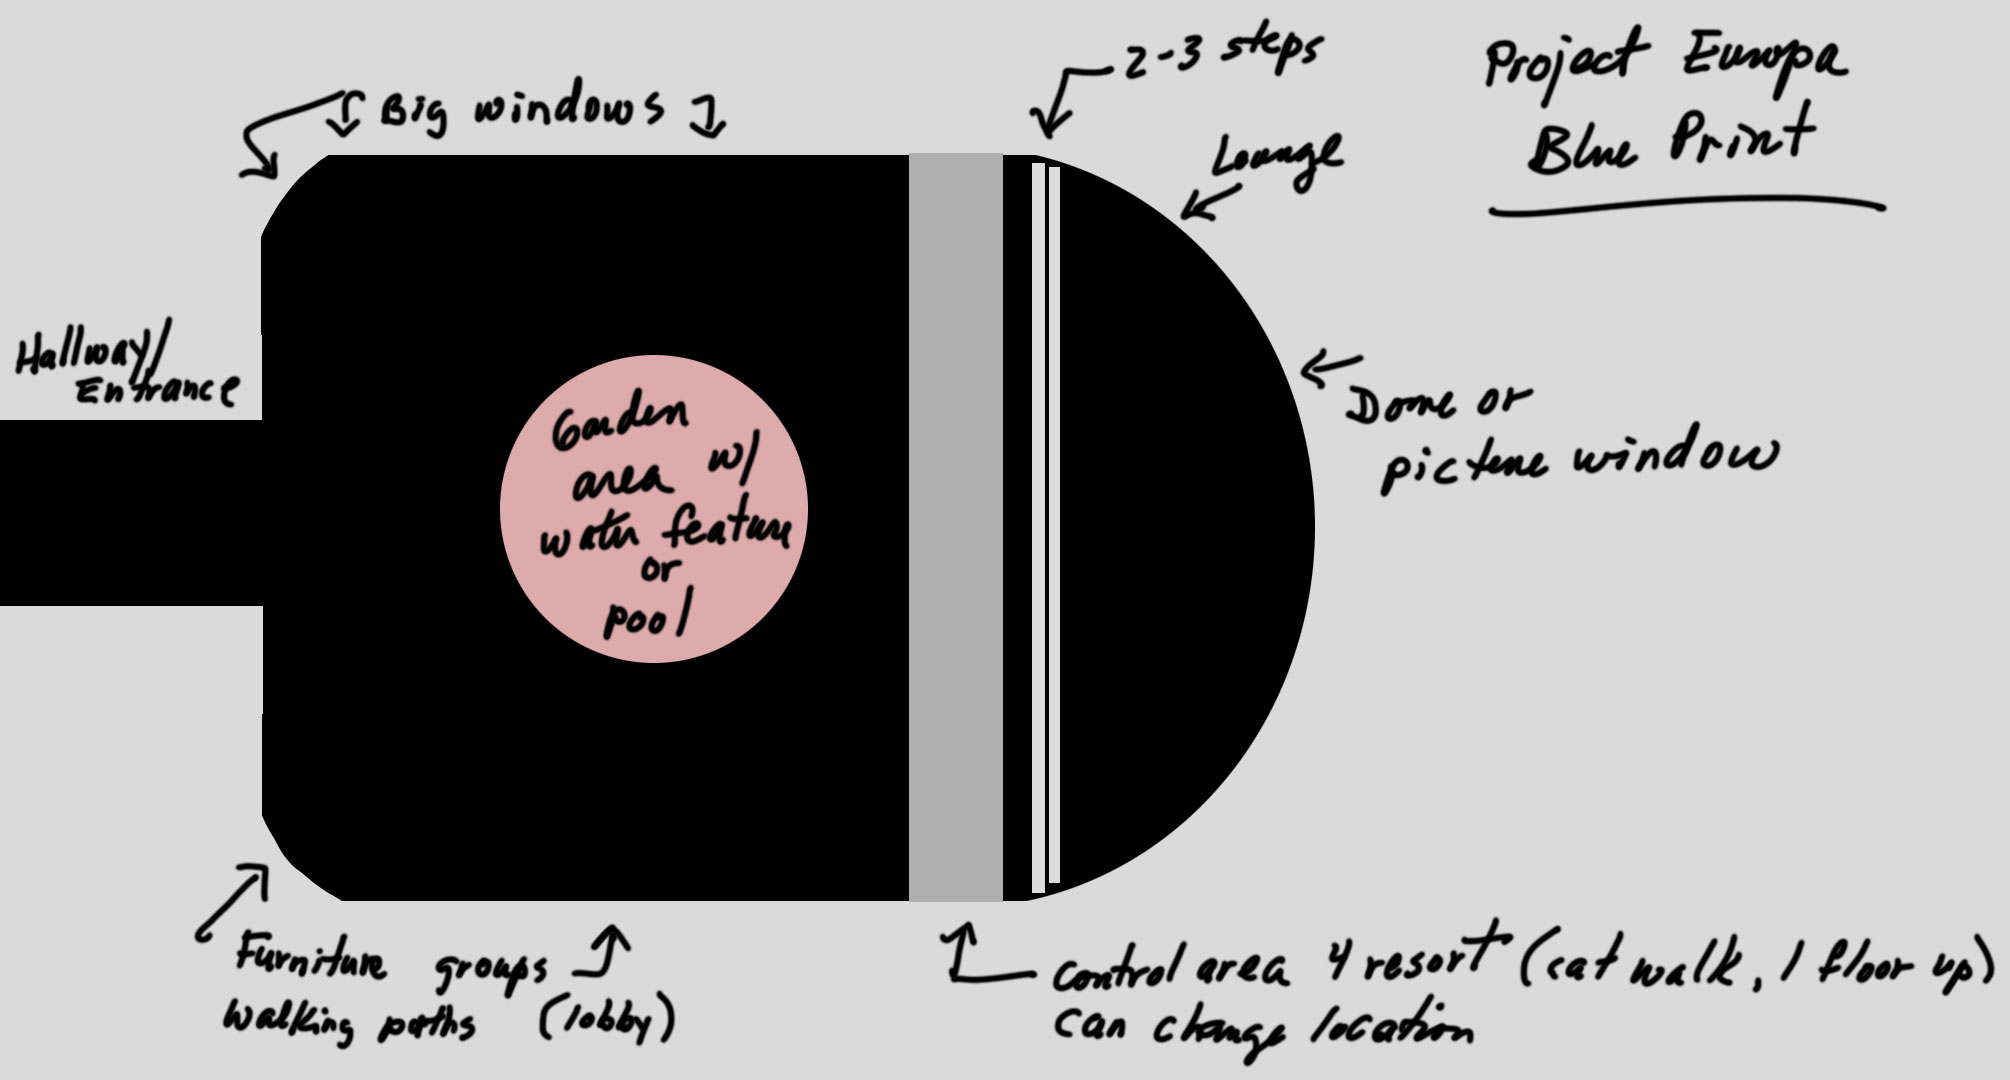 Project Europa
Blue Print
2-3 steps
Big windows
Lounge
Hallway/
Entrance
Dome or
picture window
Garden
area w/
water feature
or
pool
Furniture groups
walking paths (lobby)
Control area 4 resort (cat walk, 1 floor up)
can change location